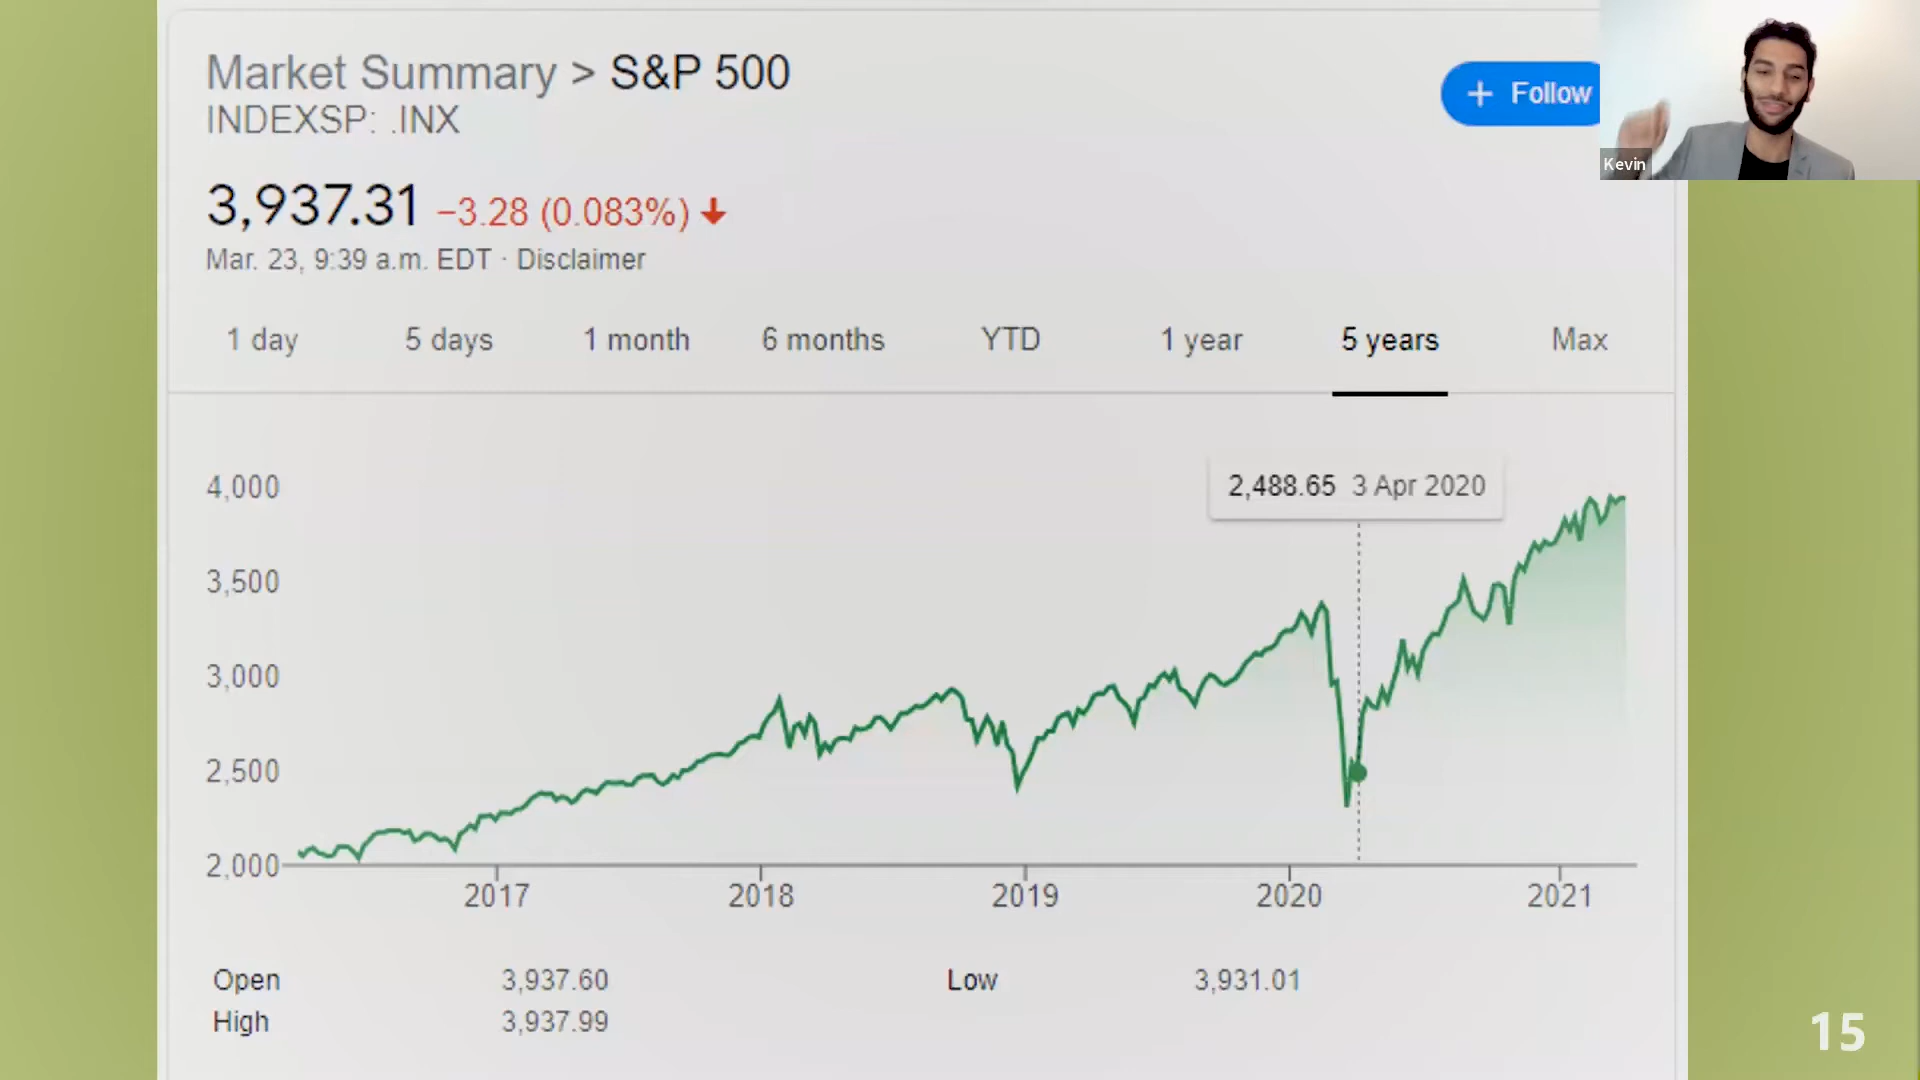 Market Summary > S&P 500
INDEXSP: .INX
+ Follow
Kevin
3,937.31 −3.28 (0.083%)
Mar. 23, 9:39 a.m. EDT · Disclaimer
1 day 5 days 1 month 6 months YTD 1 year 5 years Max
2,488.65 3 Apr 2020
4,000
3,500
3,000
2,500
2,000
2017 2018 2019 2020 2021
Open 3,937.60 Low 3,931.01
High 3,937.99
15